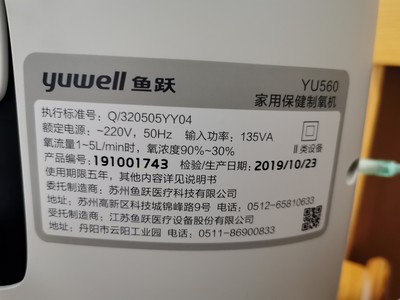 yuwell 鱼跃
YU560
家用保健制氧机
执行标准号：Q/320505YY04
额定电源：~220V，50Hz 输入功率：135VA
氧流量1~5L/min时，氧浓度90%~30%
II 类设备
产品编号：191001743 检验/生产日期：2019/10/23
使用期限五年，其他内容详见说明书
委托制造商：苏州鱼跃医疗科技有限公司
地址：苏州高新区科技城锦峰路9号 电话：0512-65810633
受托制造商：江苏鱼跃医疗设备股份有限公司
地址：丹阳市云阳工业园 电话：0511-86900833